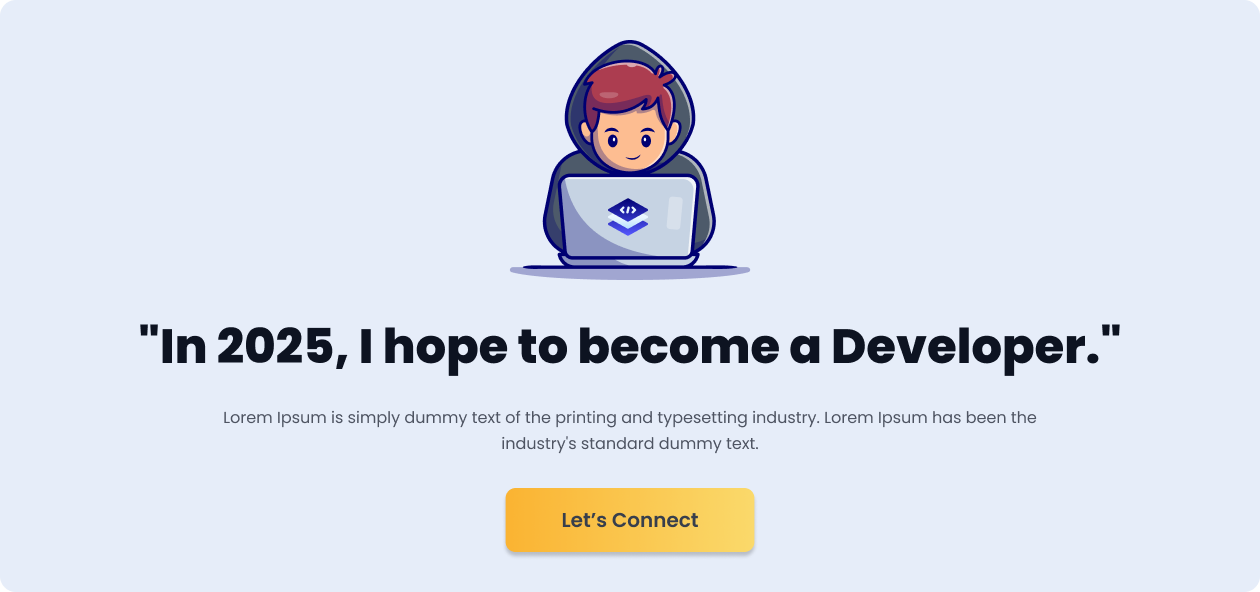 "In 2025, I hope to become a Developer."
Lorem Ipsum is simply dummy text of the printing and typesetting industry. Lorem Ipsum has been the
industry's standard dummy text.
Let’s Connect